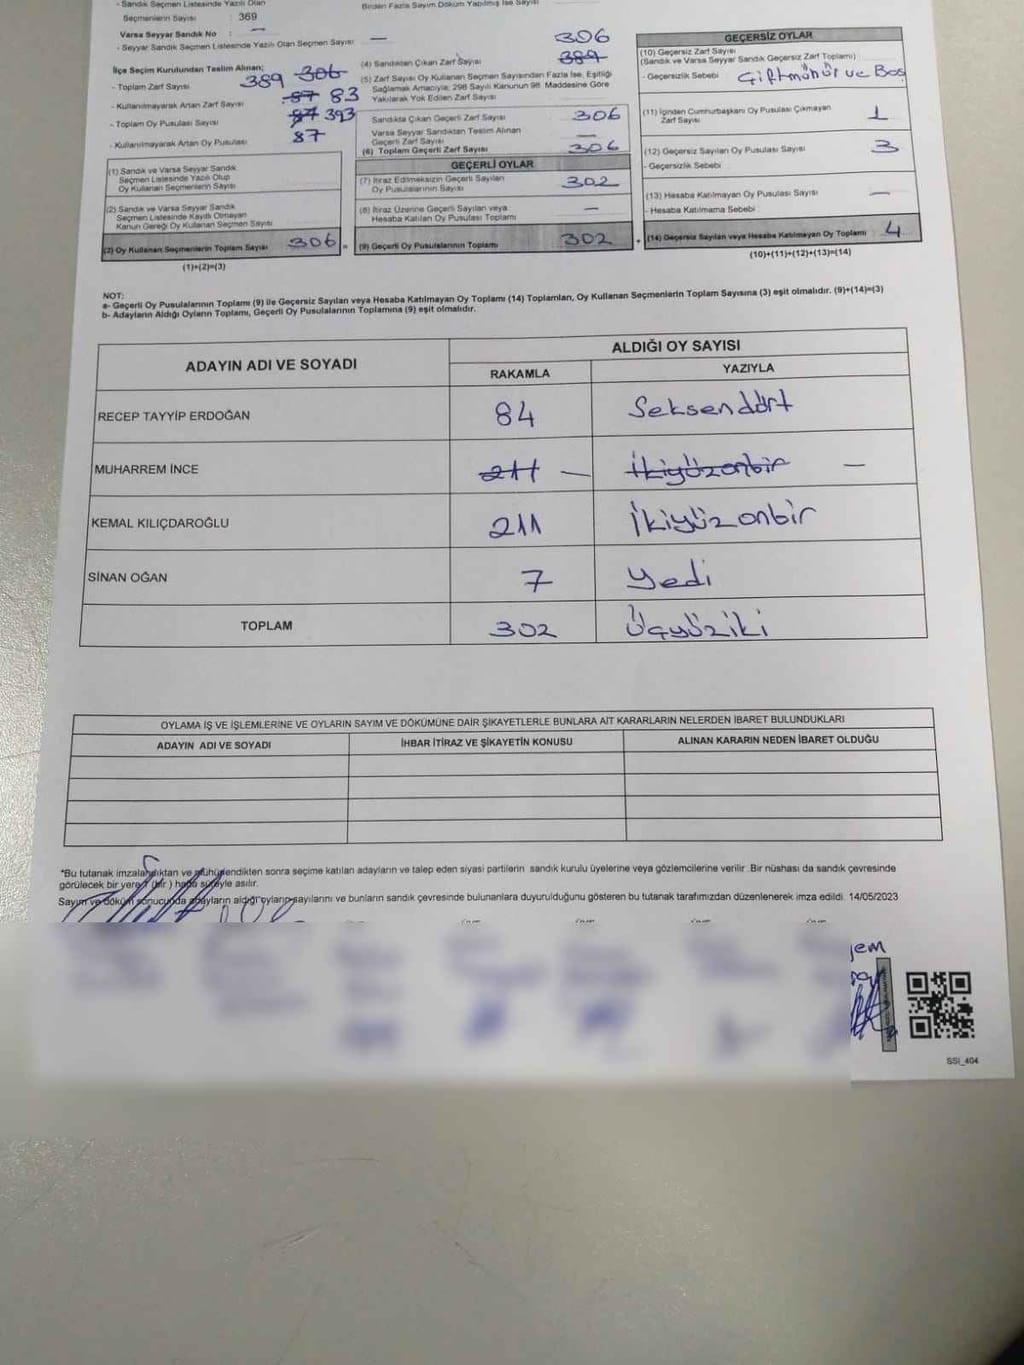 - Sandık Seçmen Listesinde Yazılı Olan
Seçmenlerin Sayısı : 369
Varsa Seyyar Sandık No : —
- Seyyar Sandık Seçmen Listesinde Yazılı Olan Seçmen Sayısı —
İlçe Seçim Kurulundan Teslim Alınan;
- Toplam Zarf Sayısı 389 306
- Kullanılmayarak Artan Zarf Sayısı 87 83
- Toplam Oy Pusulası Sayısı 87 393
- Kullanılmayarak Artan Oy Pusulası 87
(1) Sandık ve Varsa Seyyar Sandık
Seçmen Listesinde Yazılı Olup
Oy Kullanan Seçmenlerin Sayısı
(2) Sandık ve Varsa Seyyar Sandık
Seçmen Listesinde Kayıtlı Olmayan
Kanun Gereği Oy Kullanan Seçmen Sayısı
(3) Oy Kullanan Seçmenlerin Toplam Sayısı 306 =
(1)+(2)=(3)
Birden Fazla Sayım Döküm Yapılmış İse Sayısı
306
(4) Sandıktan Çıkan Zarf Sayısı 389
(5) Zarf Sayısı Oy Kullanan Seçmen Sayısından Fazla İse, Eşitliği
Sağlamak Amacıyla, 298 Sayılı Kanunun 98. Maddesine Göre
Yakılarak Yok Edilen Zarf Sayısı
Sandıkta Çıkan Geçerli Zarf Sayısı 306
Varsa Seyyar Sandıktan Teslim Alınan
Geçerli Zarf Sayısı —
(6) Toplam Geçerli Zarf Sayısı 306
GEÇERLİ OYLAR
(7) İtiraz Edilmeksizin Geçerli Sayılan
Oy Pusulalarının Sayısı 302
(8) İtiraz Üzerine Geçerli Sayılan veya
Hesaba Katılan Oy Pusulası Toplamı —
(9) Geçerli Oy Pusulalarının Toplamı 302 +
GEÇERSİZ OYLAR
(10) Geçersiz Zarf Sayısı
(Sandık ve Varsa Seyyar Sandık Geçersiz Zarf Toplamı)
- Geçersizlik Sebebi Çift mühür ve Boş
(11) İçinden Cumhurbaşkanı Oy Pusulası Çıkmayan
Zarf Sayısı 1
(12) Geçersiz Sayılan Oy Pusulası Sayısı 3
- Geçersizlik Sebebi
(13) Hesaba Katılmayan Oy Pusulası Sayısı —
- Hesaba Katılmama Sebebi
(14) Geçersiz Sayılan veya Hesaba Katılmayan Oy Toplamı 4
(10)+(11)+(12)+(13)=(14)
NOT:
a- Geçerli Oy Pusulalarının Toplamı (9) ile Geçersiz Sayılan veya Hesaba Katılmayan Oy Toplamı (14) Toplamları, Oy Kullanan Seçmenlerin Toplam Sayısına (3) eşit olmalıdır. (9)+(14)=(3)
b- Adayların Aldığı Oyların Toplamı, Geçerli Oy Pusulalarının Toplamına (9) eşit olmalıdır.
ADAYIN ADI VE SOYADI
ALDIĞI OY SAYISI
RAKAMLA YAZIYLA
RECEP TAYYİP ERDOĞAN 84 Seksendört
MUHARREM İNCE 211 — İkiyüzonbir —
KEMAL KILIÇDAROĞLU 211 İkiyüzonbir
SİNAN OĞAN 7 Yedi
TOPLAM 302 Üçyüziki
OYLAMA İŞ VE İŞLEMLERİNE VE OYLARIN SAYIM VE DÖKÜMÜNE DAİR ŞİKAYETLERLE BUNLARA AİT KARARLARIN NELERDEN İBARET BULUNDUKLARI
ADAYIN ADI VE SOYADI İHBAR İTİRAZ VE ŞİKAYETİN KONUSU ALINAN KARARIN NEDEN İBARET OLDUĞU
*Bu tutanak imzalandıktan ve mühürlendikten sonra seçime katılan adayların ve talep eden siyasi partilerin sandık kurulu üyelerine veya gözlemcilerine verilir. Bir nüshası da sandık çevresinde
görülecek bir yere 1 (bir) hafta süreyle asılır.
Sayım ve döküm sonucunda adayların aldığı oyların sayılarını ve bunların sandık çevresinde bulunanlara duyurulduğunu gösteren bu tutanak tarafımızdan düzenlenerek imza edildi. 14/05/2023
SSİ_404